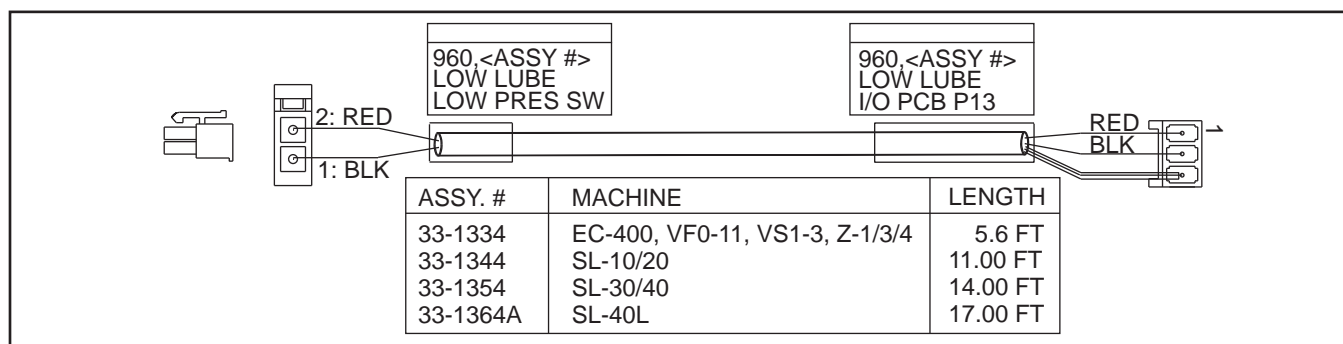 960,<ASSY #>
LOW LUBE
LOW PRES SW
960,<ASSY #>
LOW LUBE
I/O PCB P13
2: RED
1: BLK
RED
BLK
1
ASSY. # MACHINE LENGTH
33-1334 EC-400, VF0-11, VS1-3, Z-1/3/4 5.6 FT
33-1344 SL-10/20 11.00 FT
33-1354 SL-30/40 14.00 FT
33-1364A SL-40L 17.00 FT